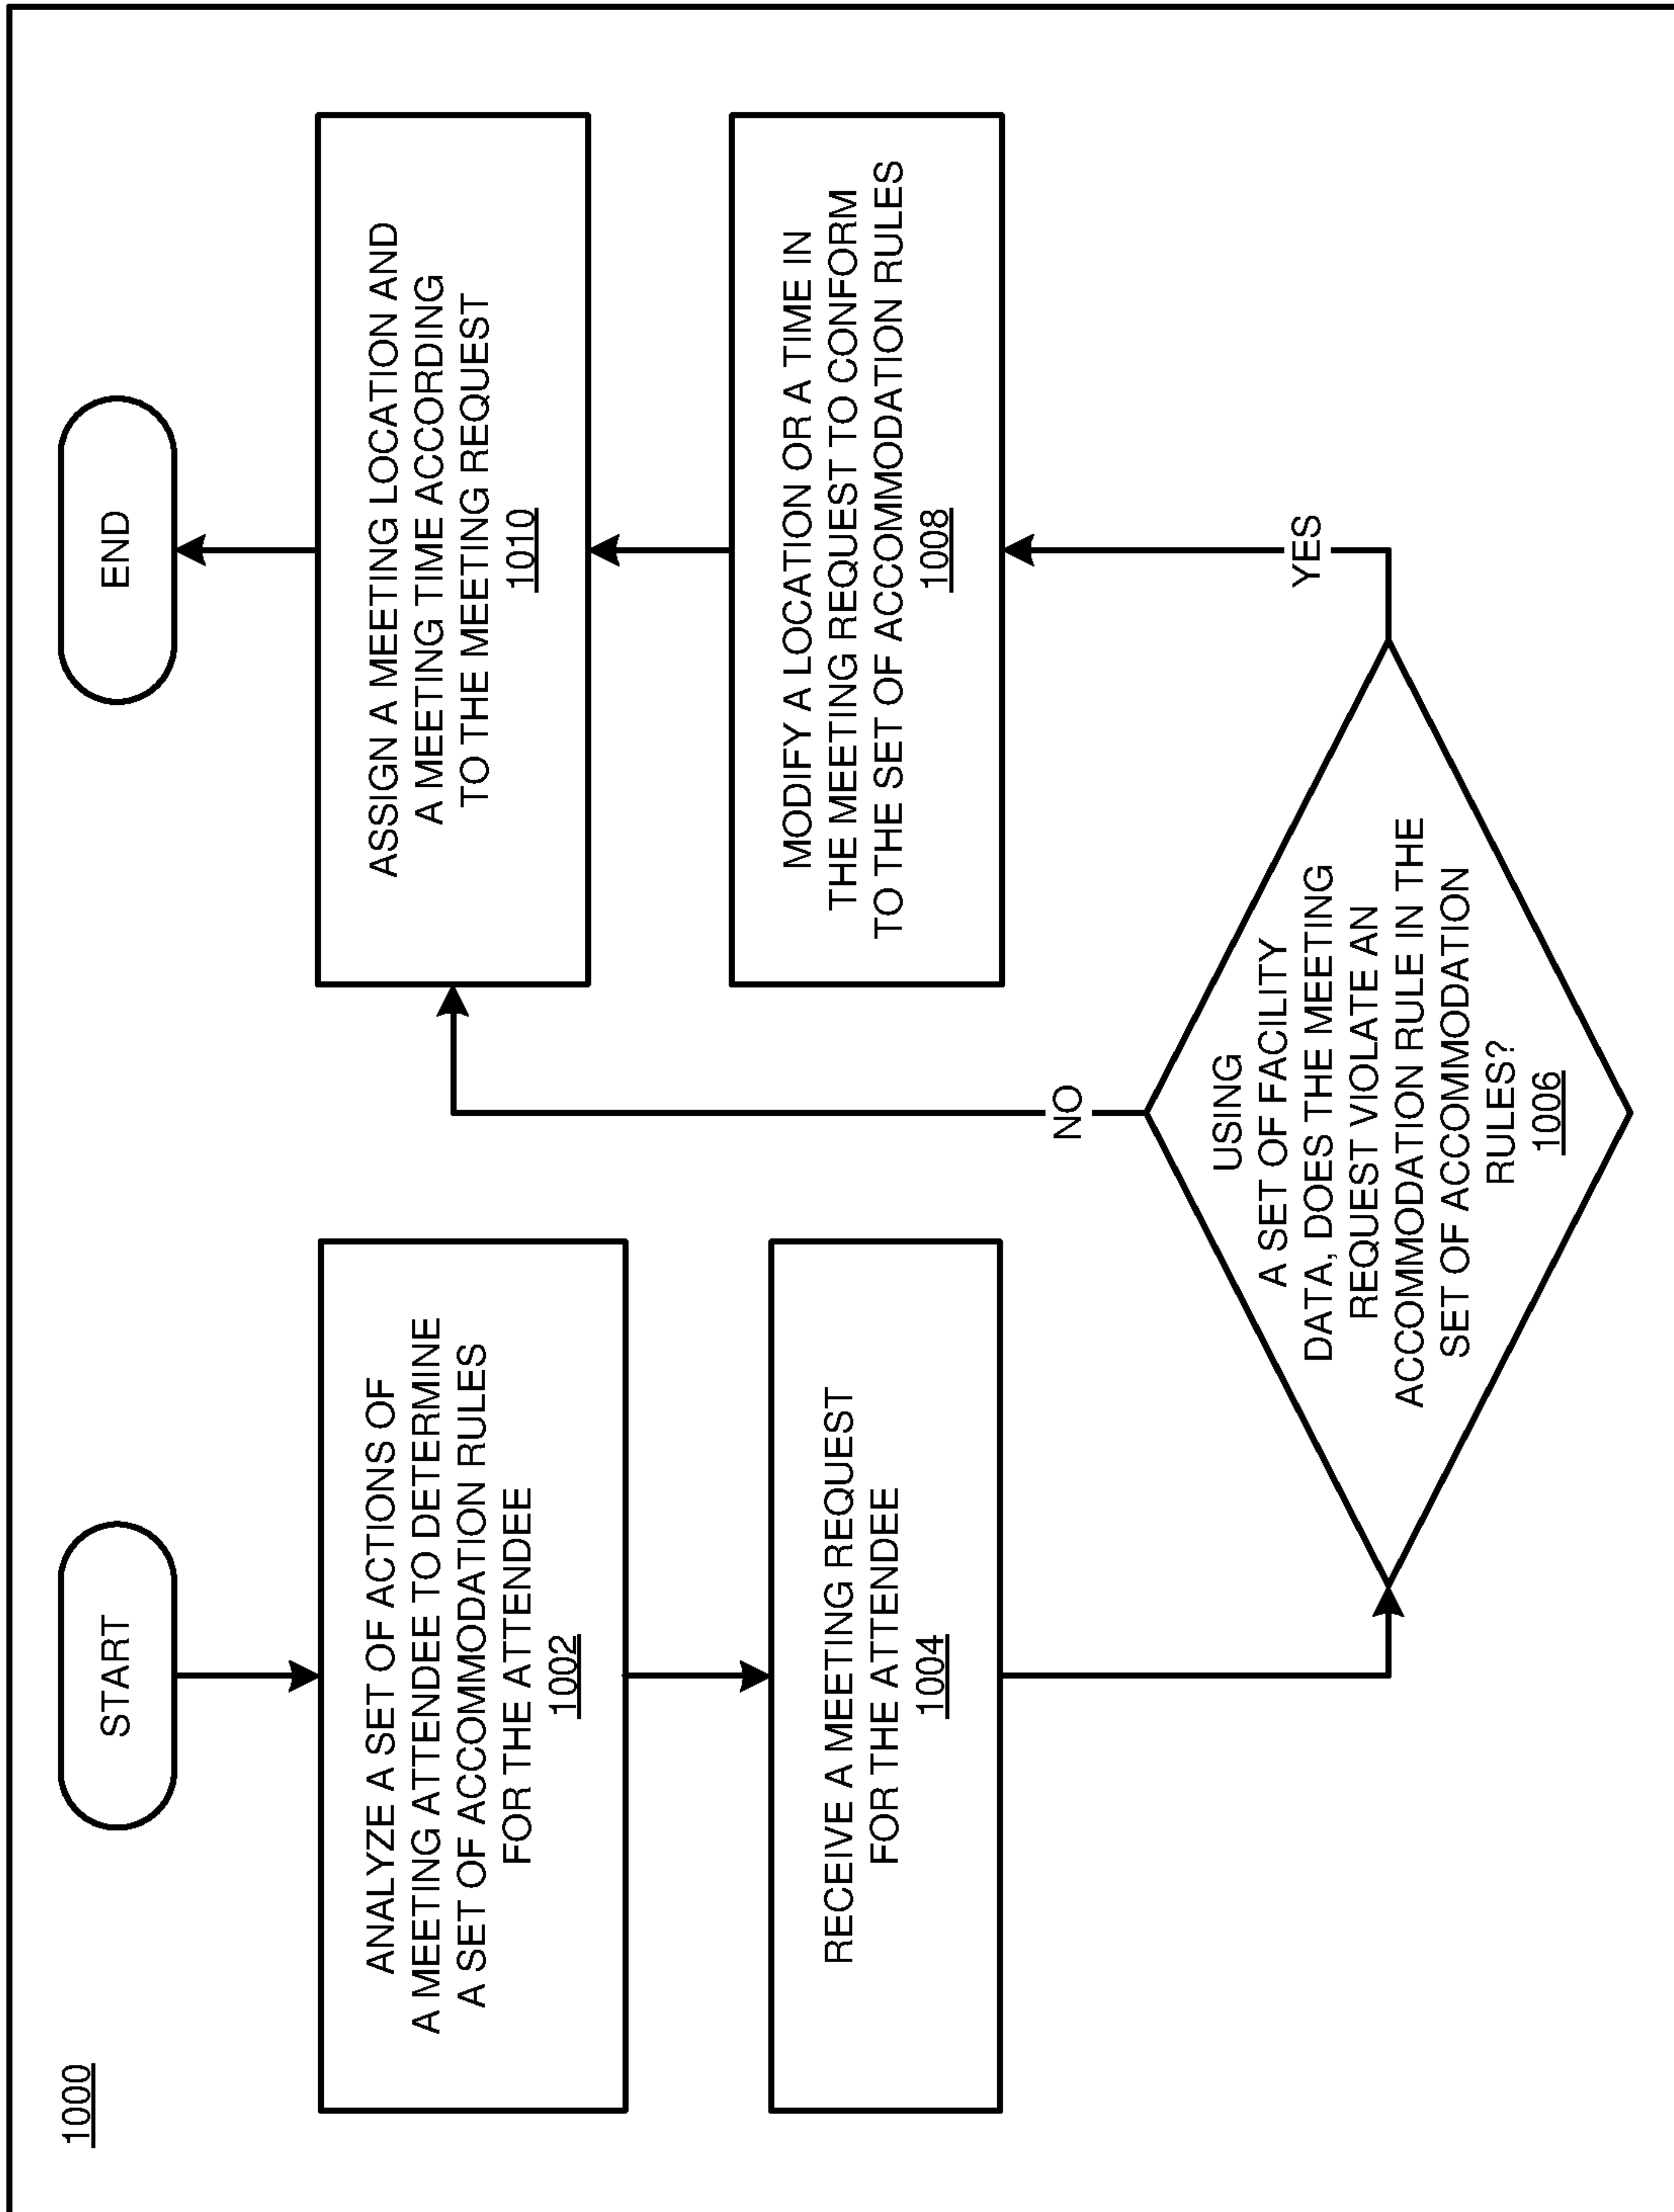 1000
START
ANALYZE A SET OF ACTIONS OF
A MEETING ATTENDEE TO DETERMINE
A SET OF ACCOMMODATION RULES
FOR THE ATTENDEE
1002
RECEIVE A MEETING REQUEST
FOR THE ATTENDEE
1004
USING
A SET OF FACILITY
DATA, DOES THE MEETING
REQUEST VIOLATE AN
ACCOMMODATION RULE IN THE
SET OF ACCOMMODATION
RULES?
1006
NO
YES
MODIFY A LOCATION OR A TIME IN
THE MEETING REQUEST TO CONFORM
TO THE SET OF ACCOMMODATION RULES
1008
ASSIGN A MEETING LOCATION AND
A MEETING TIME ACCORDING
TO THE MEETING REQUEST
1010
END